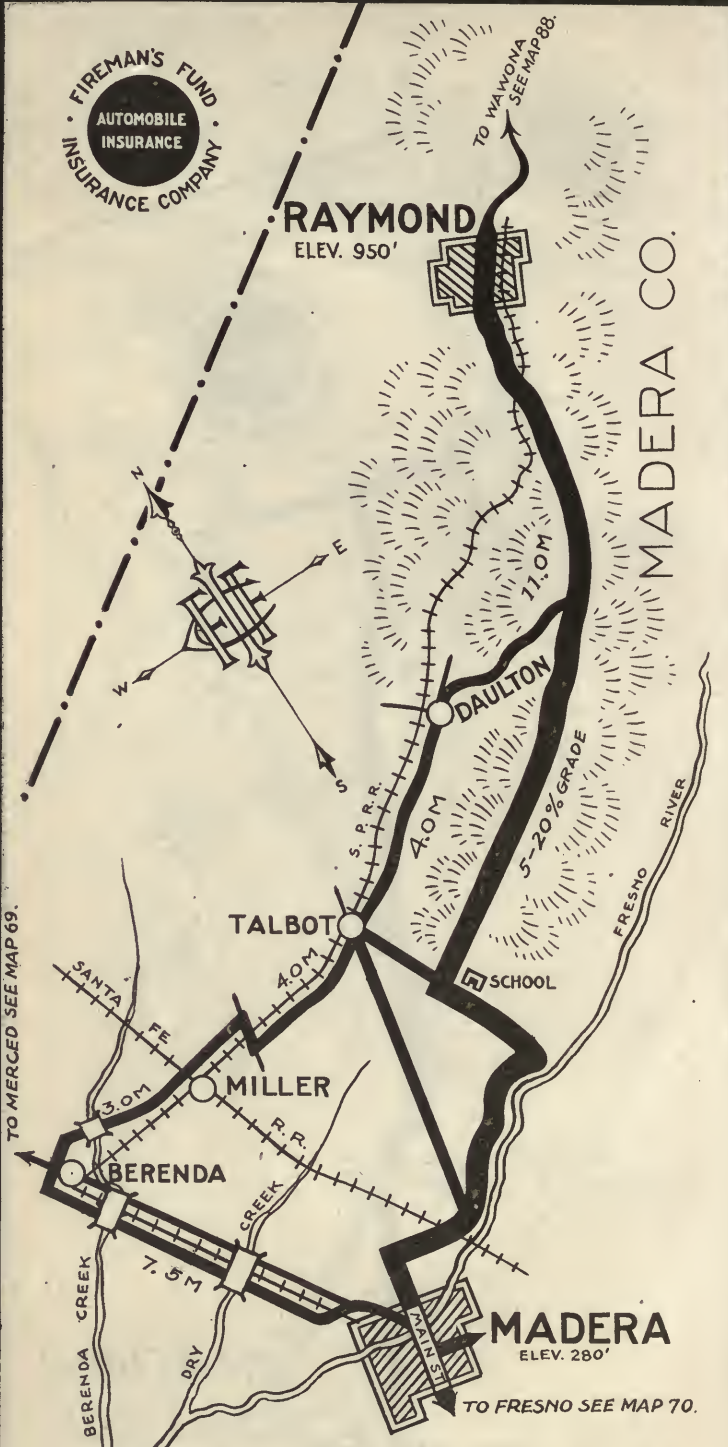 FIREMAN'S FUND
AUTOMOBILE
INSURANCE
INSURANCE COMPANY
TO WAWONA
SEE MAP 88.
RAYMOND
ELEV. 950'
MADERA CO.
N
E
W
S
11.0M
DAULTON
S. P. R. R.
4.0M
5-20% GRADE
FRESNO RIVER
TALBOT
SCHOOL
4.0M
TO MERCED SEE MAP 69.
SANTA FE R. R.
MILLER
3.0M
BERENDA
7.5M
BERENDA CREEK
DRY CREEK
MAIN ST.
MADERA
ELEV. 280'
TO FRESNO SEE MAP 70.